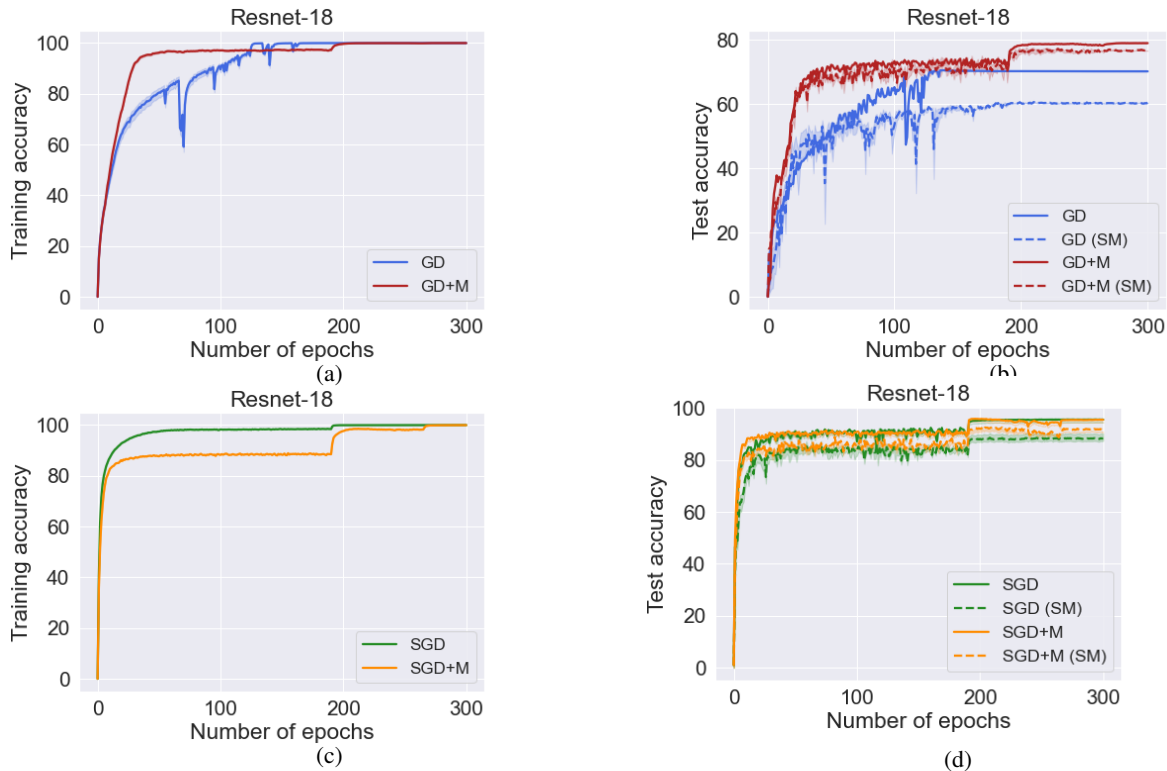 Resnet-18
100
80
60
40
20
0
Training accuracy
GD
GD+M
0
100
200
300
Number of epochs
(a)
Resnet-18
80
60
40
20
0
Test accuracy
GD
GD (SM)
GD+M
GD+M (SM)
0
100
200
300
Number of epochs
(b)
Resnet-18
100
80
60
40
20
0
Training accuracy
SGD
SGD+M
0
100
200
300
Number of epochs
(c)
Resnet-18
100
80
60
40
20
0
Test accuracy
SGD
SGD (SM)
SGD+M
SGD+M (SM)
0
100
200
300
Number of epochs
(d)